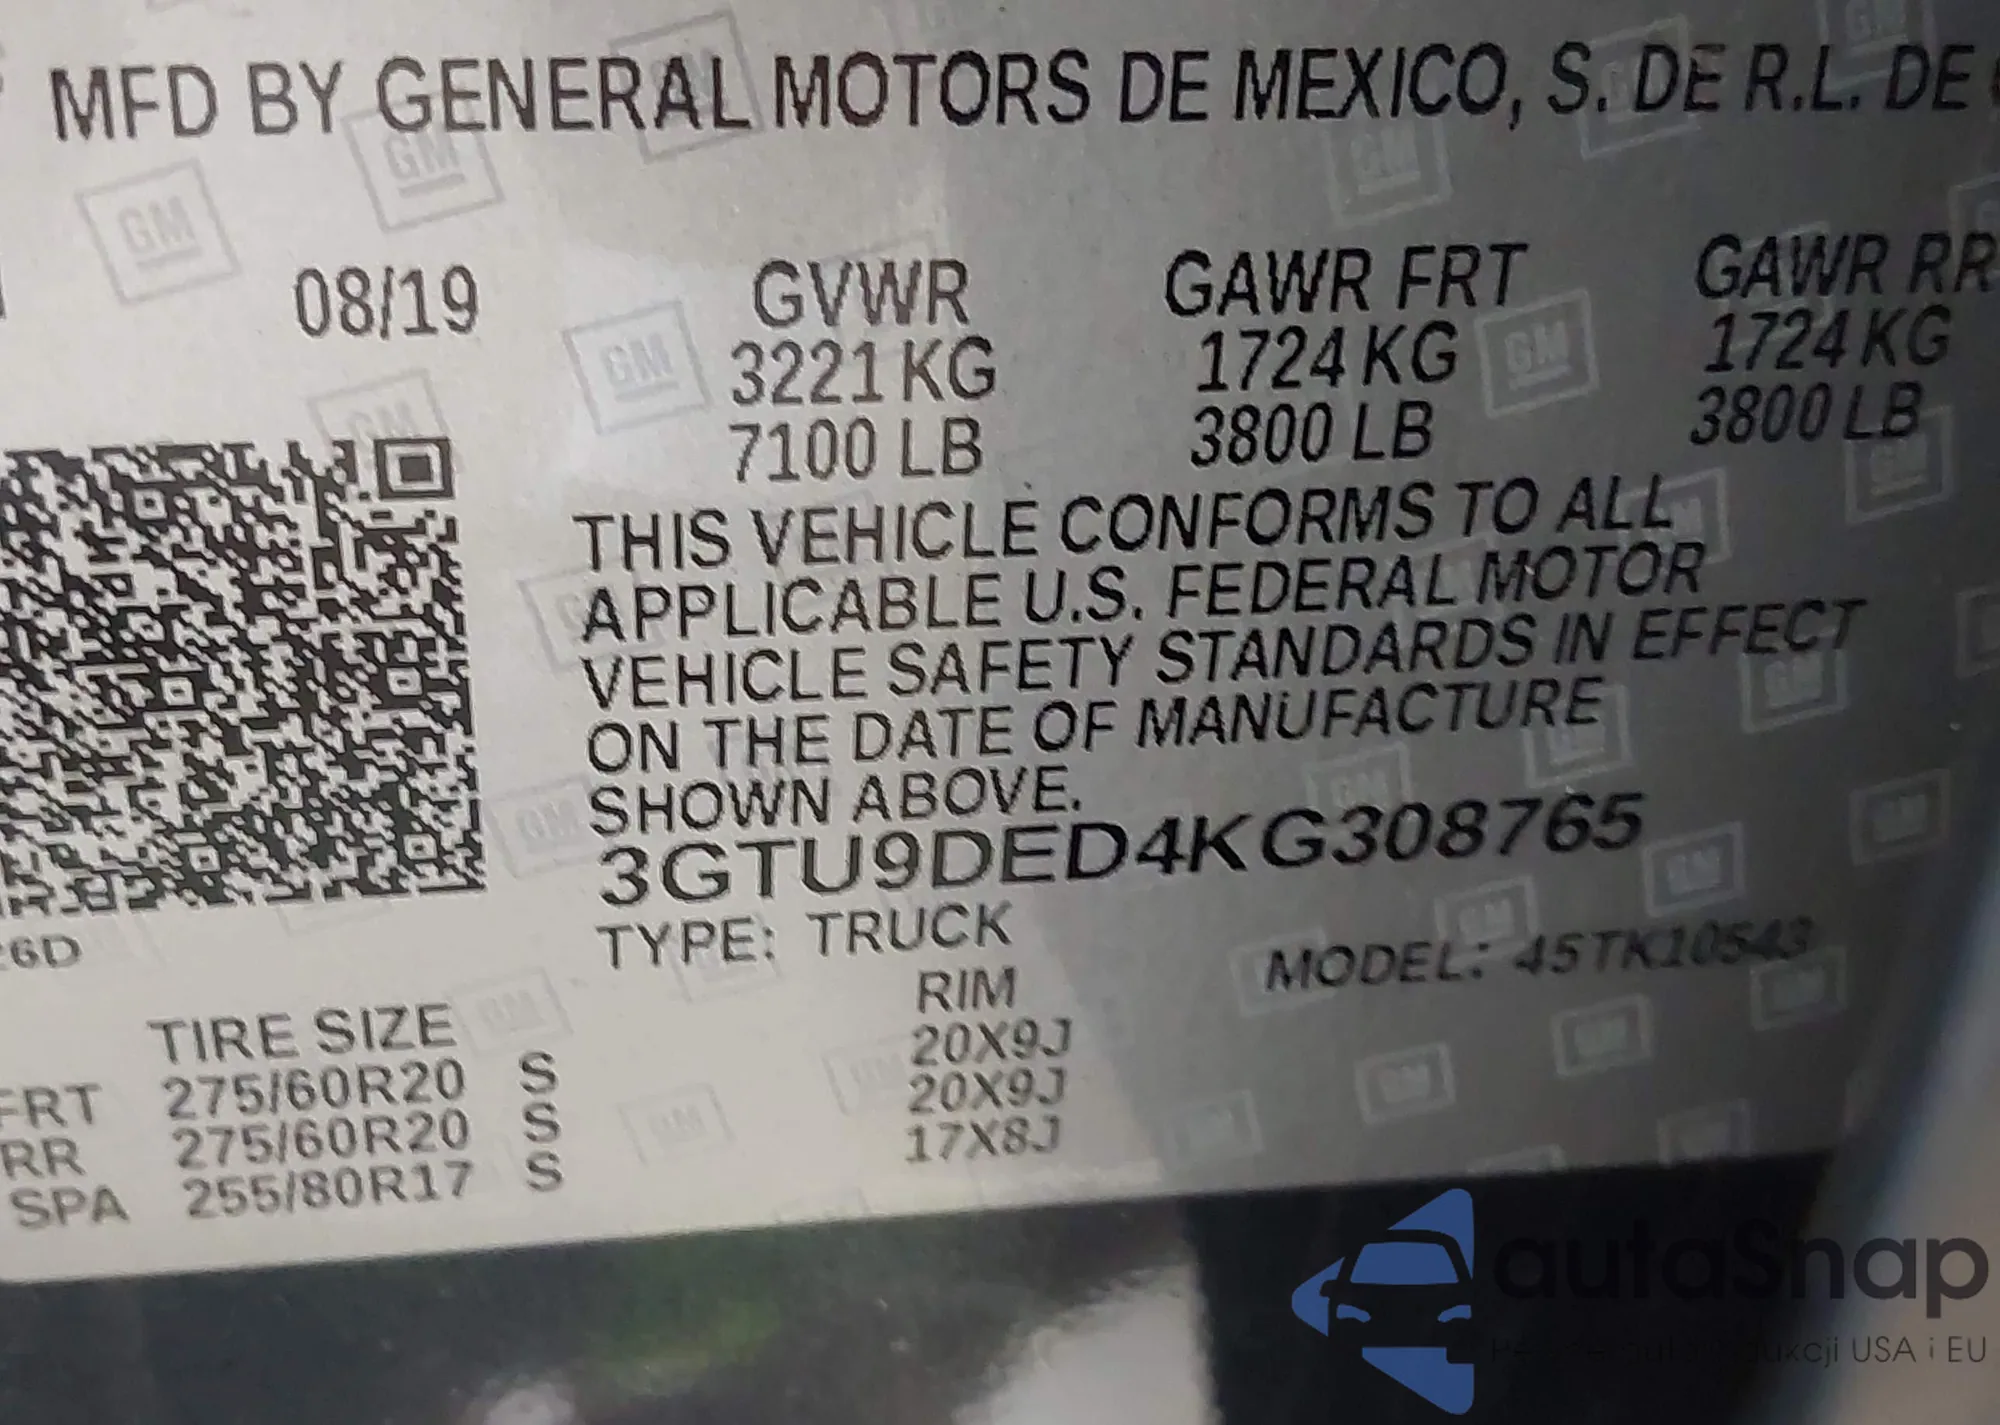 MFD BY GENERAL MOTORS DE MEXICO, S. DE R.L. DE
08/19 GVWR GAWR FRT GAWR RR
3221 KG 1724 KG 1724 KG
7100 LB 3800 LB 3800 LB
THIS VEHICLE CONFORMS TO ALL
APPLICABLE U.S. FEDERAL MOTOR
VEHICLE SAFETY STANDARDS IN EFFECT
ON THE DATE OF MANUFACTURE
SHOWN ABOVE.
3GTU9DED4KG308765
TYPE: TRUCK MODEL: 45TK10543
26D
TIRE SIZE RIM
FRT 275/60R20 S 20X9J
RR 275/60R20 S 20X9J
SPA 255/80R17 S 17X8J
autaSnap
USA i EU